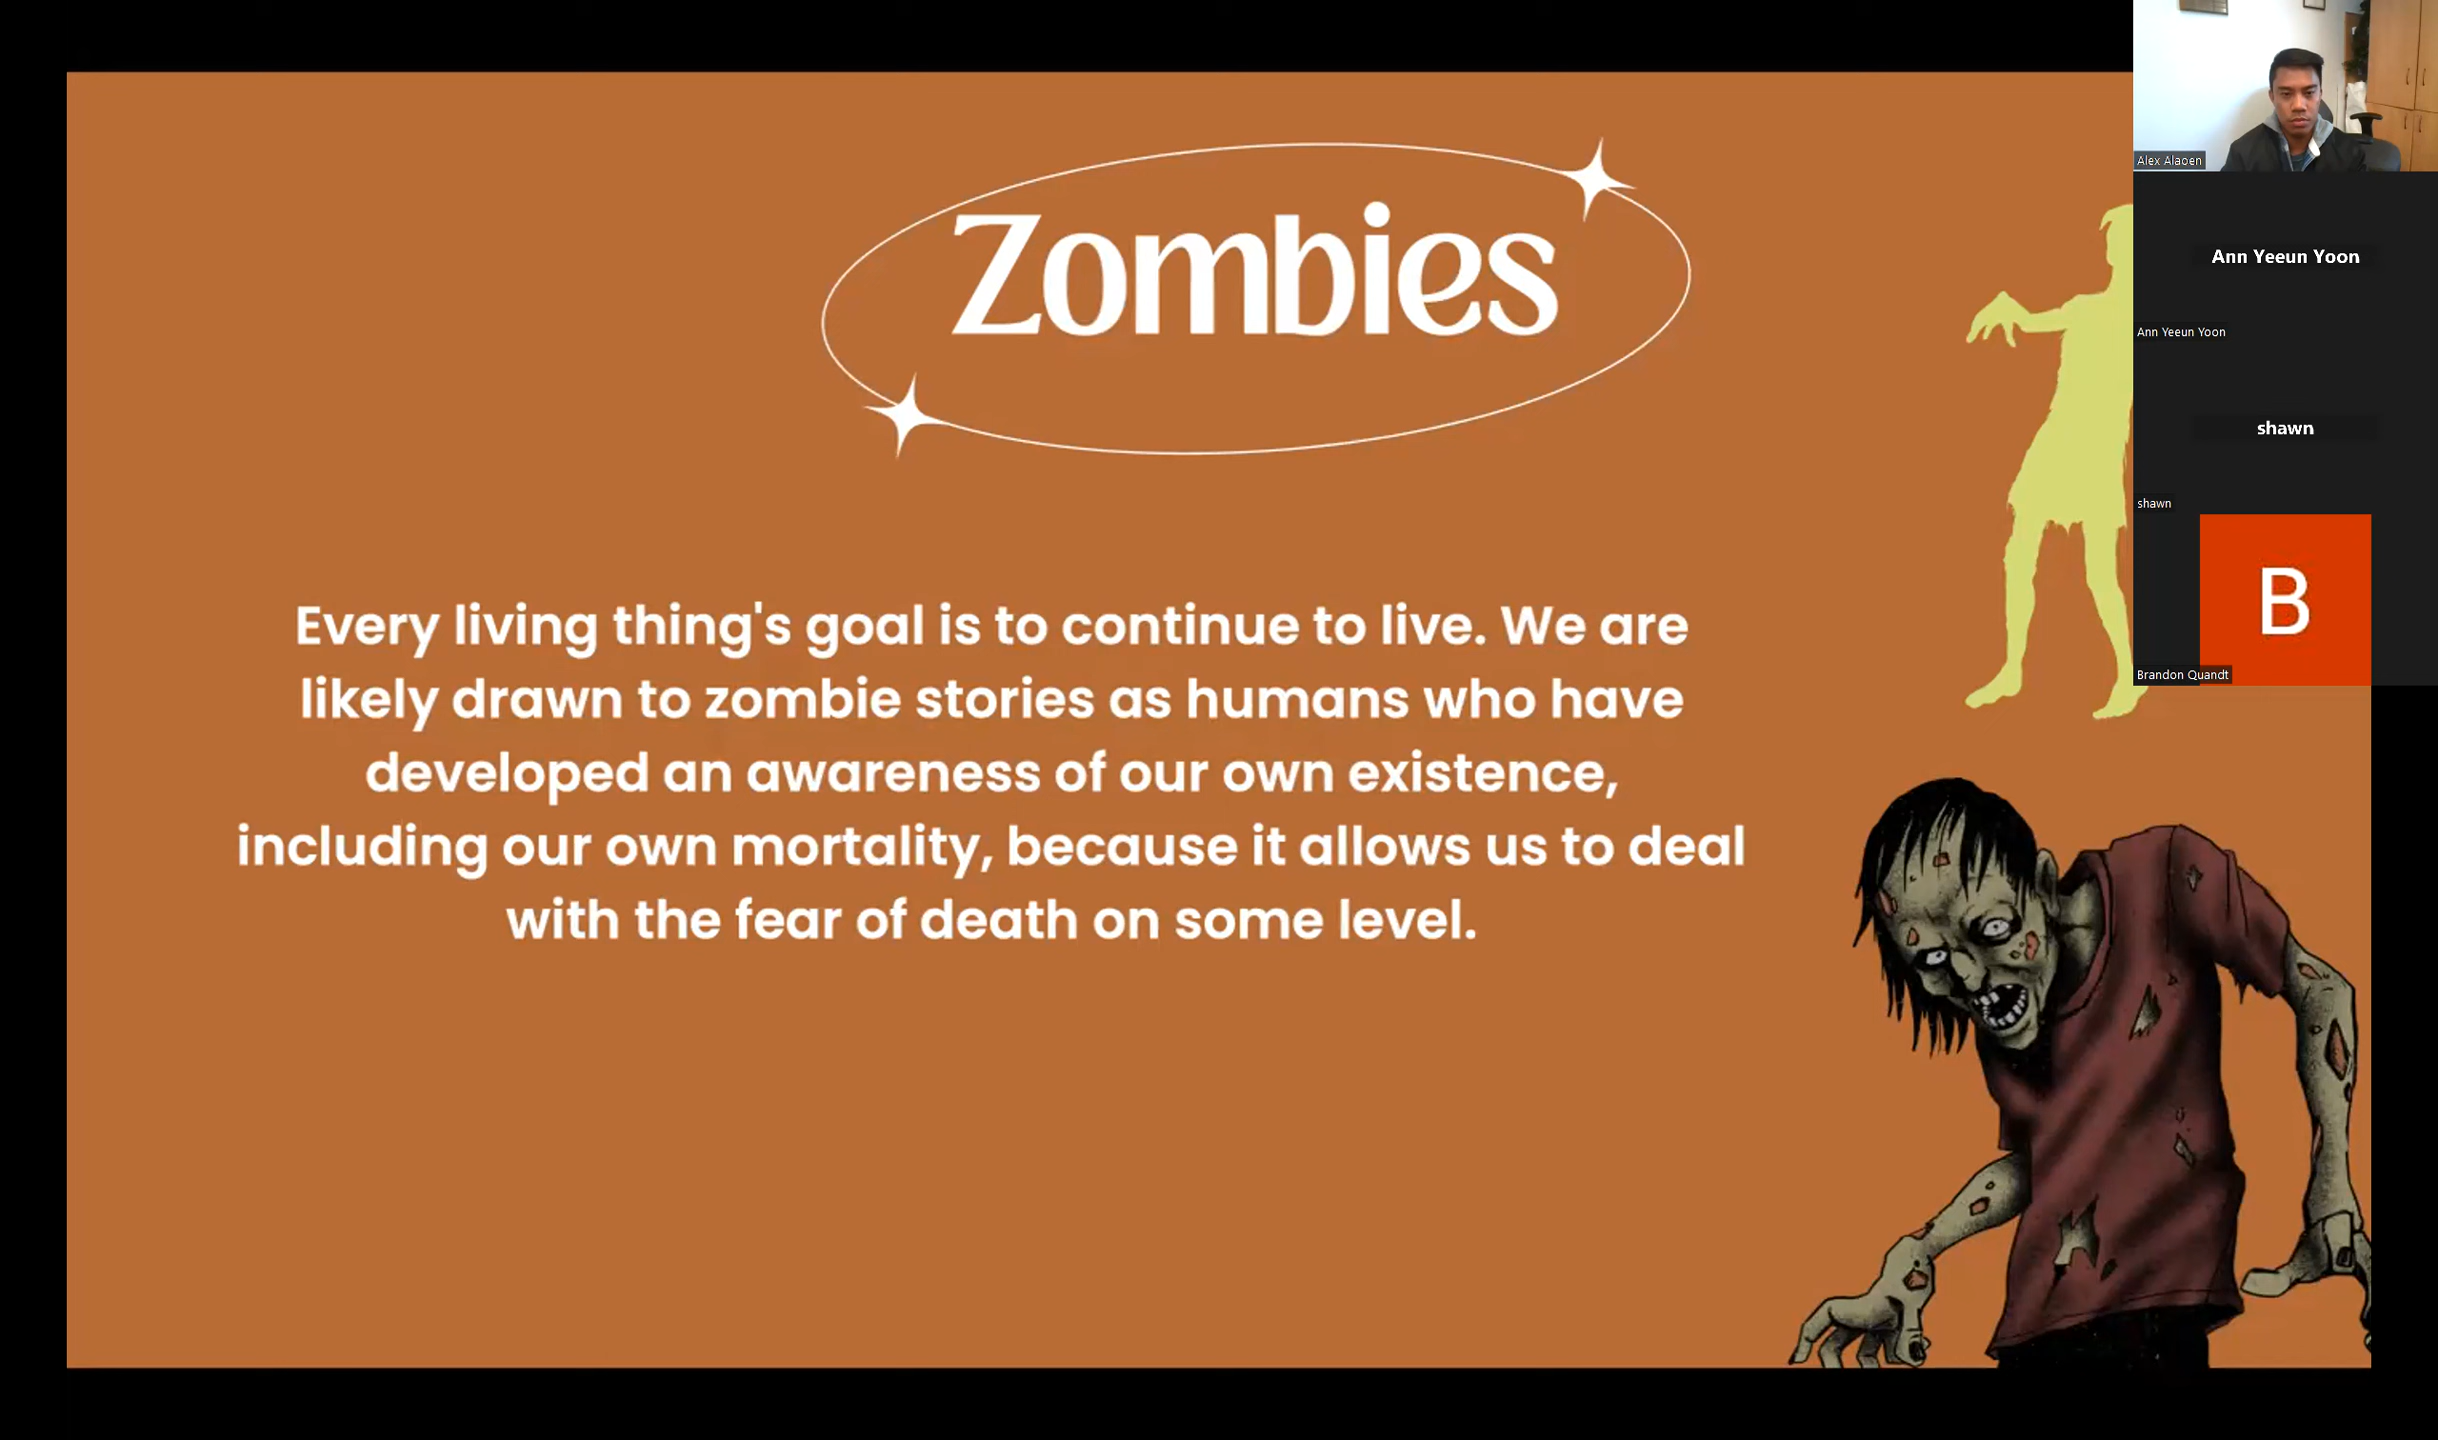 Zombies
Every living thing's goal is to continue to live. We are
likely drawn to zombie stories as humans who have
developed an awareness of our own existence,
including our own mortality, because it allows us to deal
with the fear of death on some level.
Alex Alaoen
Ann Yeeun Yoon
Ann Yeeun Yoon
shawn
shawn
B
Brandon Quandt